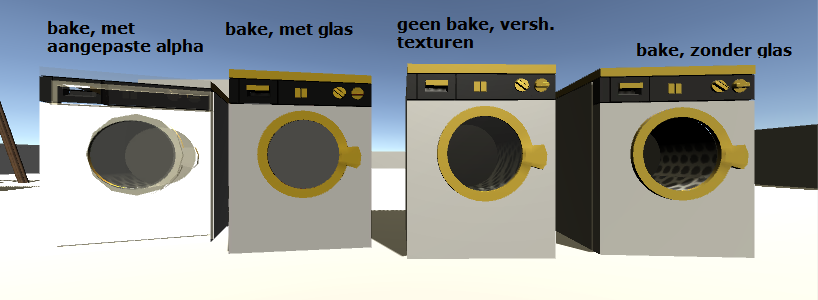 bake, met
aangepaste alpha
bake, met glas
geen bake, versh.
texturen
bake, zonder glas